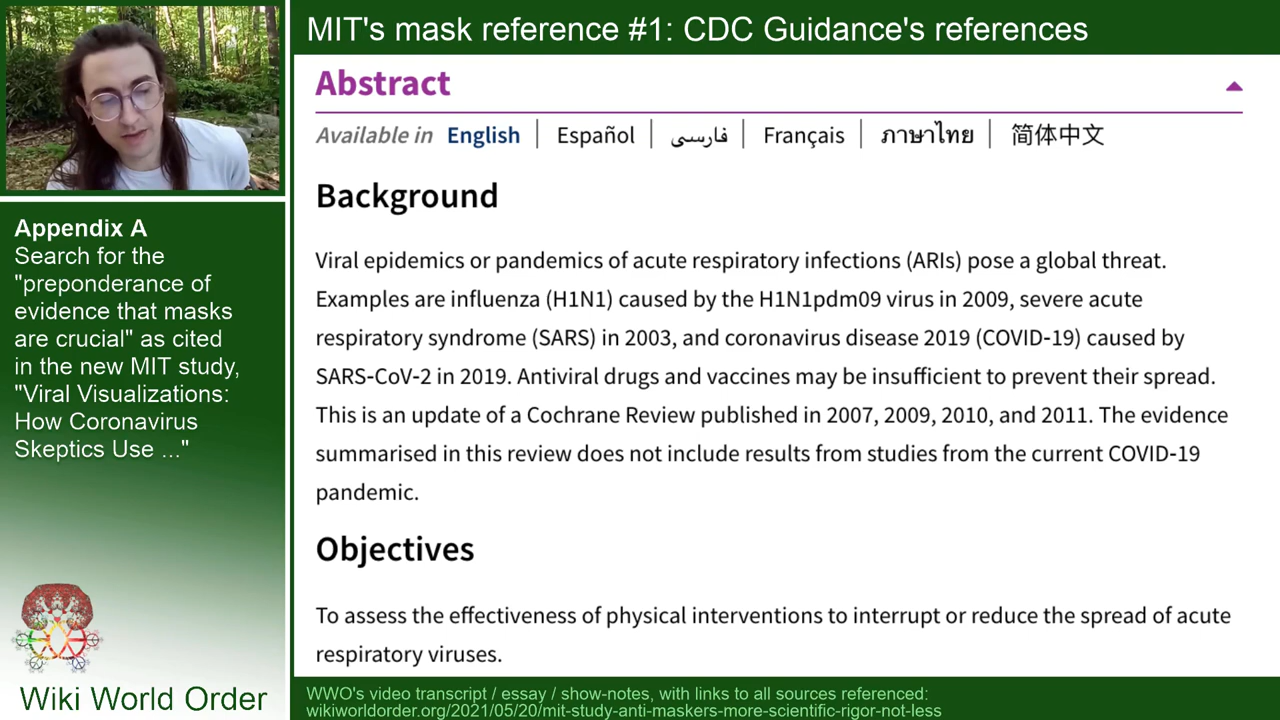 MIT's mask reference #1: CDC Guidance's references
Appendix A
Search for the
"preponderance of
evidence that masks
are crucial" as cited
in the new MIT study,
"Viral Visualizations:
How Coronavirus
Skeptics Use ..."
Wiki World Order
Abstract
Available in English | Español | فارسی | Français | ภาษาไทย | 简体中文
Background
Viral epidemics or pandemics of acute respiratory infections (ARIs) pose a global threat.
Examples are influenza (H1N1) caused by the H1N1pdm09 virus in 2009, severe acute
respiratory syndrome (SARS) in 2003, and coronavirus disease 2019 (COVID-19) caused by
SARS-CoV-2 in 2019. Antiviral drugs and vaccines may be insufficient to prevent their spread.
This is an update of a Cochrane Review published in 2007, 2009, 2010, and 2011. The evidence
summarised in this review does not include results from studies from the current COVID-19
pandemic.
Objectives
To assess the effectiveness of physical interventions to interrupt or reduce the spread of acute
respiratory viruses.
WWO's video transcript / essay / show-notes, with links to all sources referenced:
wikiworldorder.org/2021/05/20/mit-study-anti-maskers-more-scientific-rigor-not-less